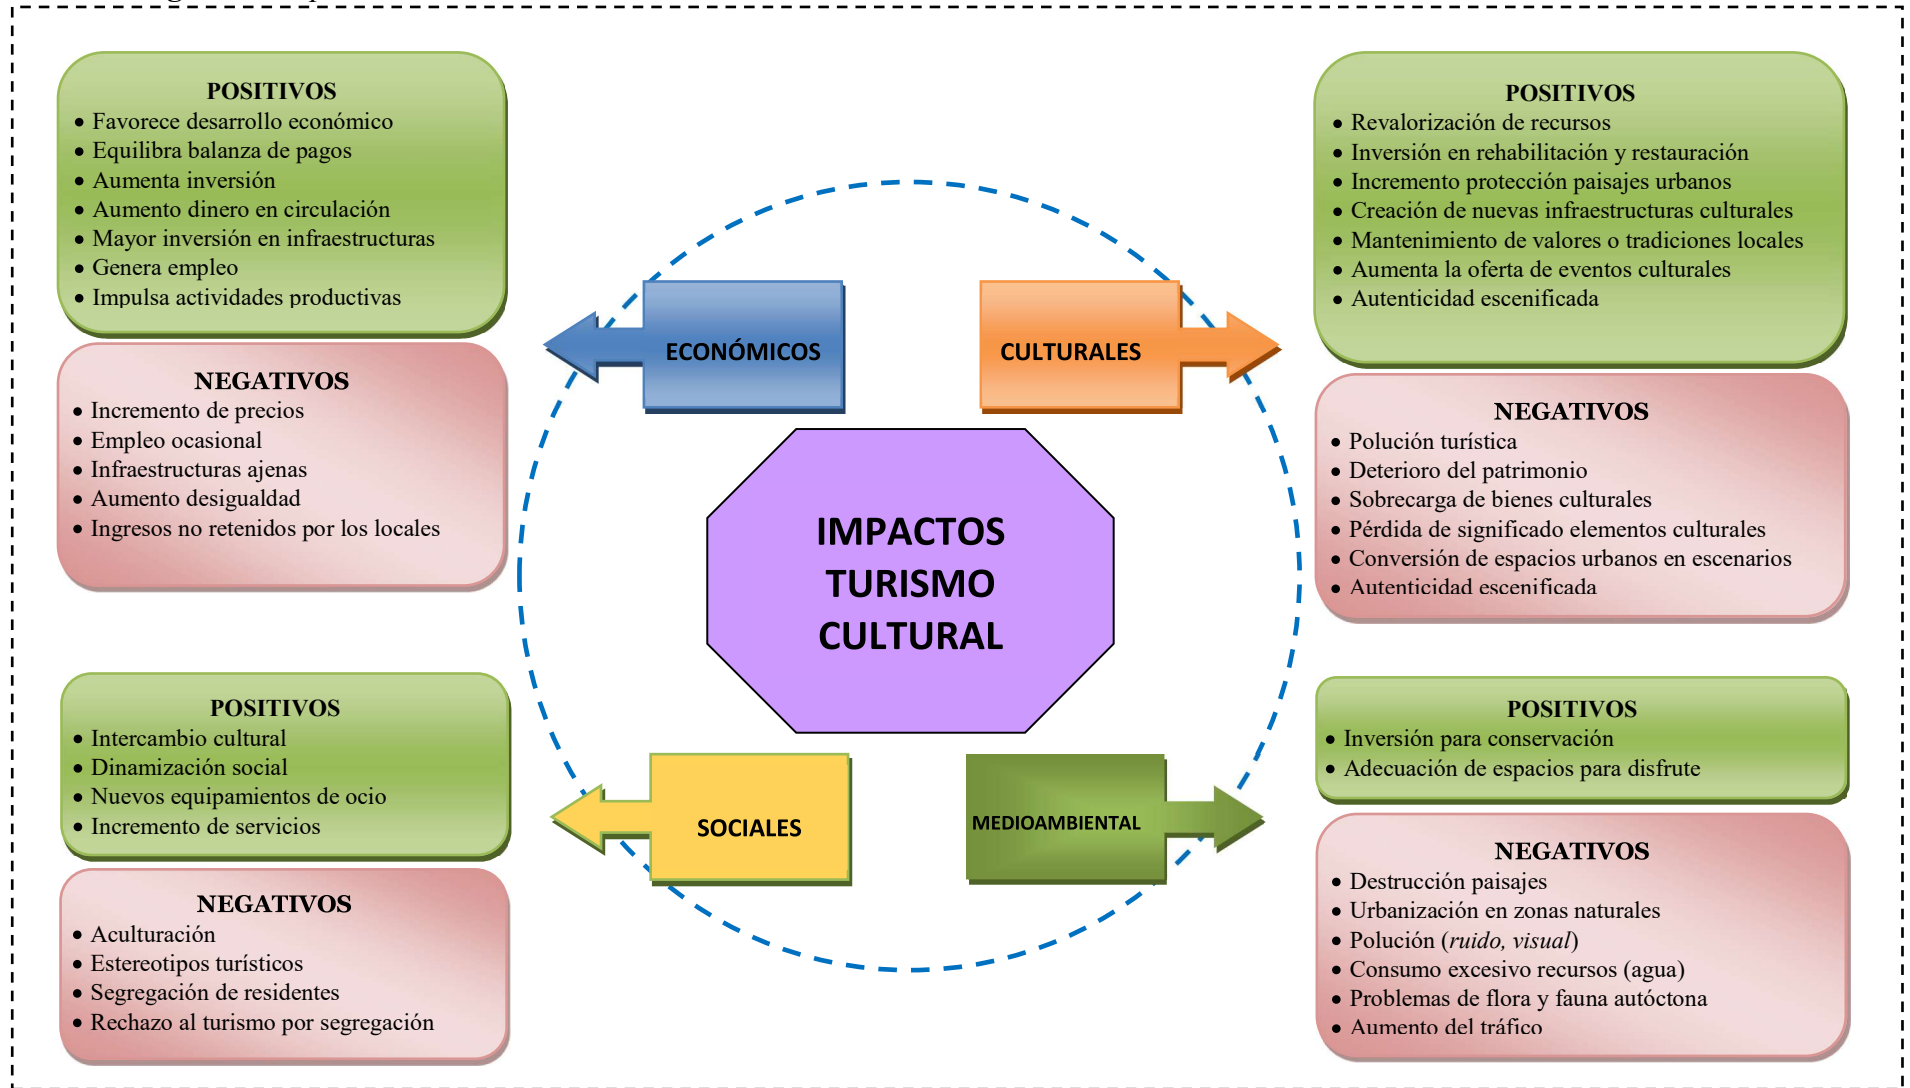 POSITIVOS
• Favorece desarrollo económico
• Equilibra balanza de pagos
• Aumenta inversión
• Aumento dinero en circulación
• Mayor inversión en infraestructuras
• Genera empleo
• Impulsa actividades productivas
NEGATIVOS
• Incremento de precios
• Empleo ocasional
• Infraestructuras ajenas
• Aumento desigualdad
• Ingresos no retenidos por los locales
ECONÓMICOS
CULTURALES
POSITIVOS
• Revalorización de recursos
• Inversión en rehabilitación y restauración
• Incremento protección paisajes urbanos
• Creación de nuevas infraestructuras culturales
• Mantenimiento de valores o tradiciones locales
• Aumenta la oferta de eventos culturales
• Autenticidad escenificada
NEGATIVOS
• Polución turística
• Deterioro del patrimonio
• Sobrecarga de bienes culturales
• Pérdida de significado elementos culturales
• Conversión de espacios urbanos en escenarios
• Autenticidad escenificada
IMPACTOS
TURISMO
CULTURAL
POSITIVOS
• Intercambio cultural
• Dinamización social
• Nuevos equipamientos de ocio
• Incremento de servicios
NEGATIVOS
• Aculturación
• Estereotipos turísticos
• Segregación de residentes
• Rechazo al turismo por segregación
SOCIALES
MEDIOAMBIENTAL
POSITIVOS
• Inversión para conservación
• Adecuación de espacios para disfrute
NEGATIVOS
• Destrucción paisajes
• Urbanización en zonas naturales
• Polución (ruido, visual)
• Consumo excesivo recursos (agua)
• Problemas de flora y fauna autóctona
• Aumento del tráfico